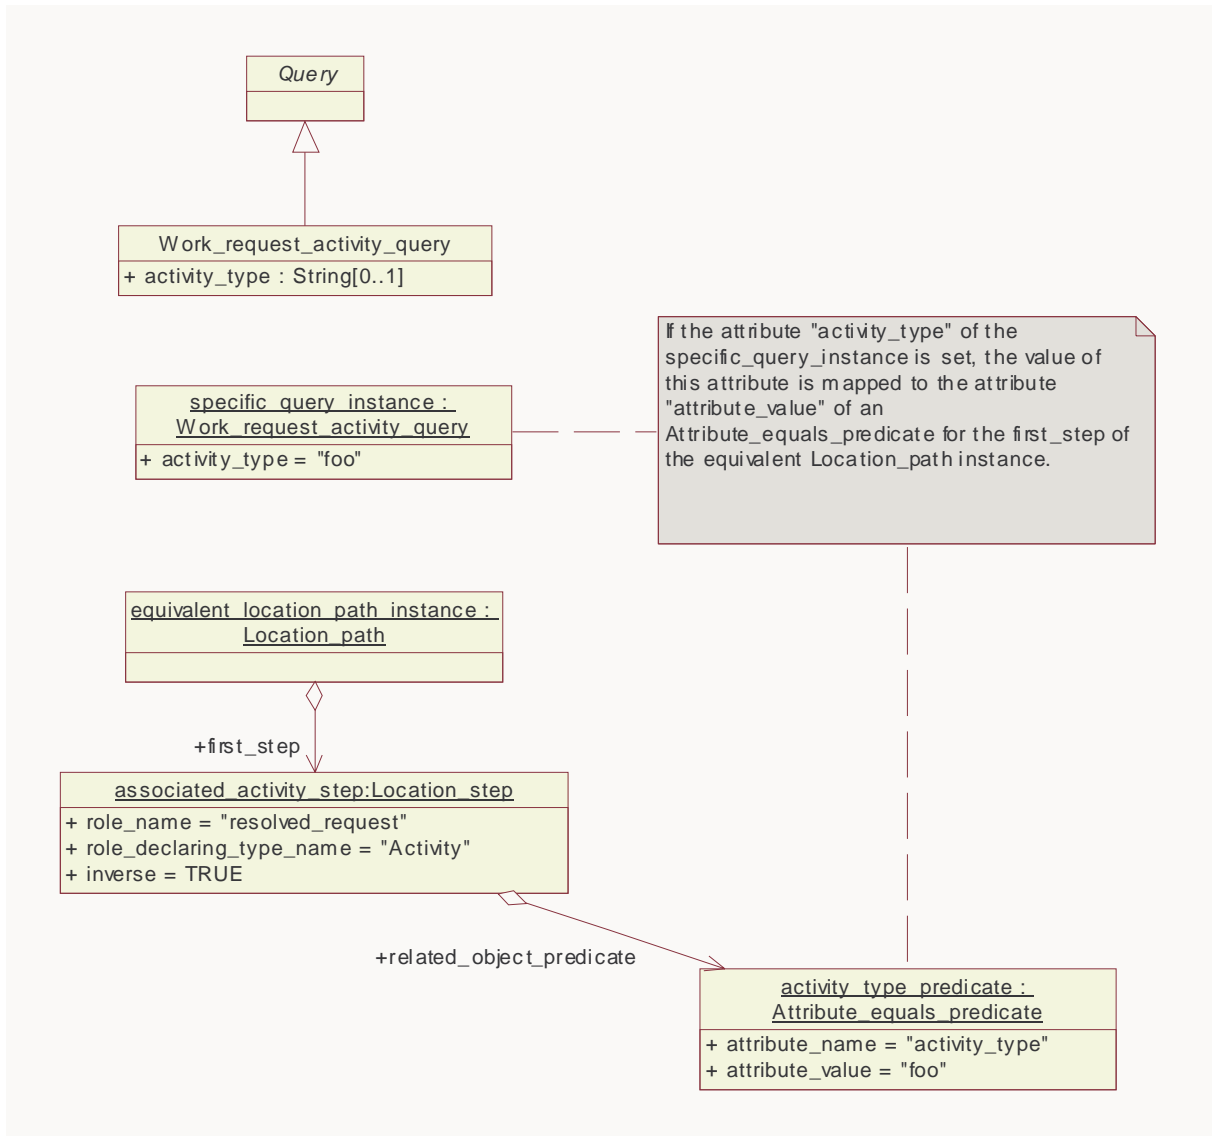 Query
Work_request_activity_query
+ activity_type : String[0..1]
If the attribute "activity_type" of the
specific_query_instance is set, the value of
this attribute is mapped to the attribute
"attribute_value" of an
Attribute_equals_predicate for the first_step of
the equivalent Location_path instance.
specific_query_instance :
Work_request_activity_query
+ activity_type = "foo"
equivalent_location_path_instance :
Location_path
+first_step
associated_activity_step:Location_step
+ role_name = "resolved_request"
+ role_declaring_type_name = "Activity"
+ inverse = TRUE
+related_object_predicate
activity_type_predicate :
Attribute_equals_predicate
+ attribute_name = "activity_type"
+ attribute_value = "foo"